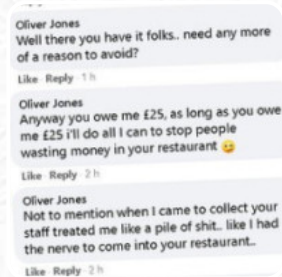 Oliver Jones
Well there you have it folks.. need any more
of a reason to avoid?
Like Reply 1h
Oliver Jones
Anyway you owe me £25, as long as you owe
me £25 i'll do all I can to stop people
wasting money in your restaurant 😉
Like Reply 2h
Oliver Jones
Not to mention when I came to collect your
staff treated me like a pile of shit.. like I had
the nerve to come into your restaurant..
Like Reply 2h